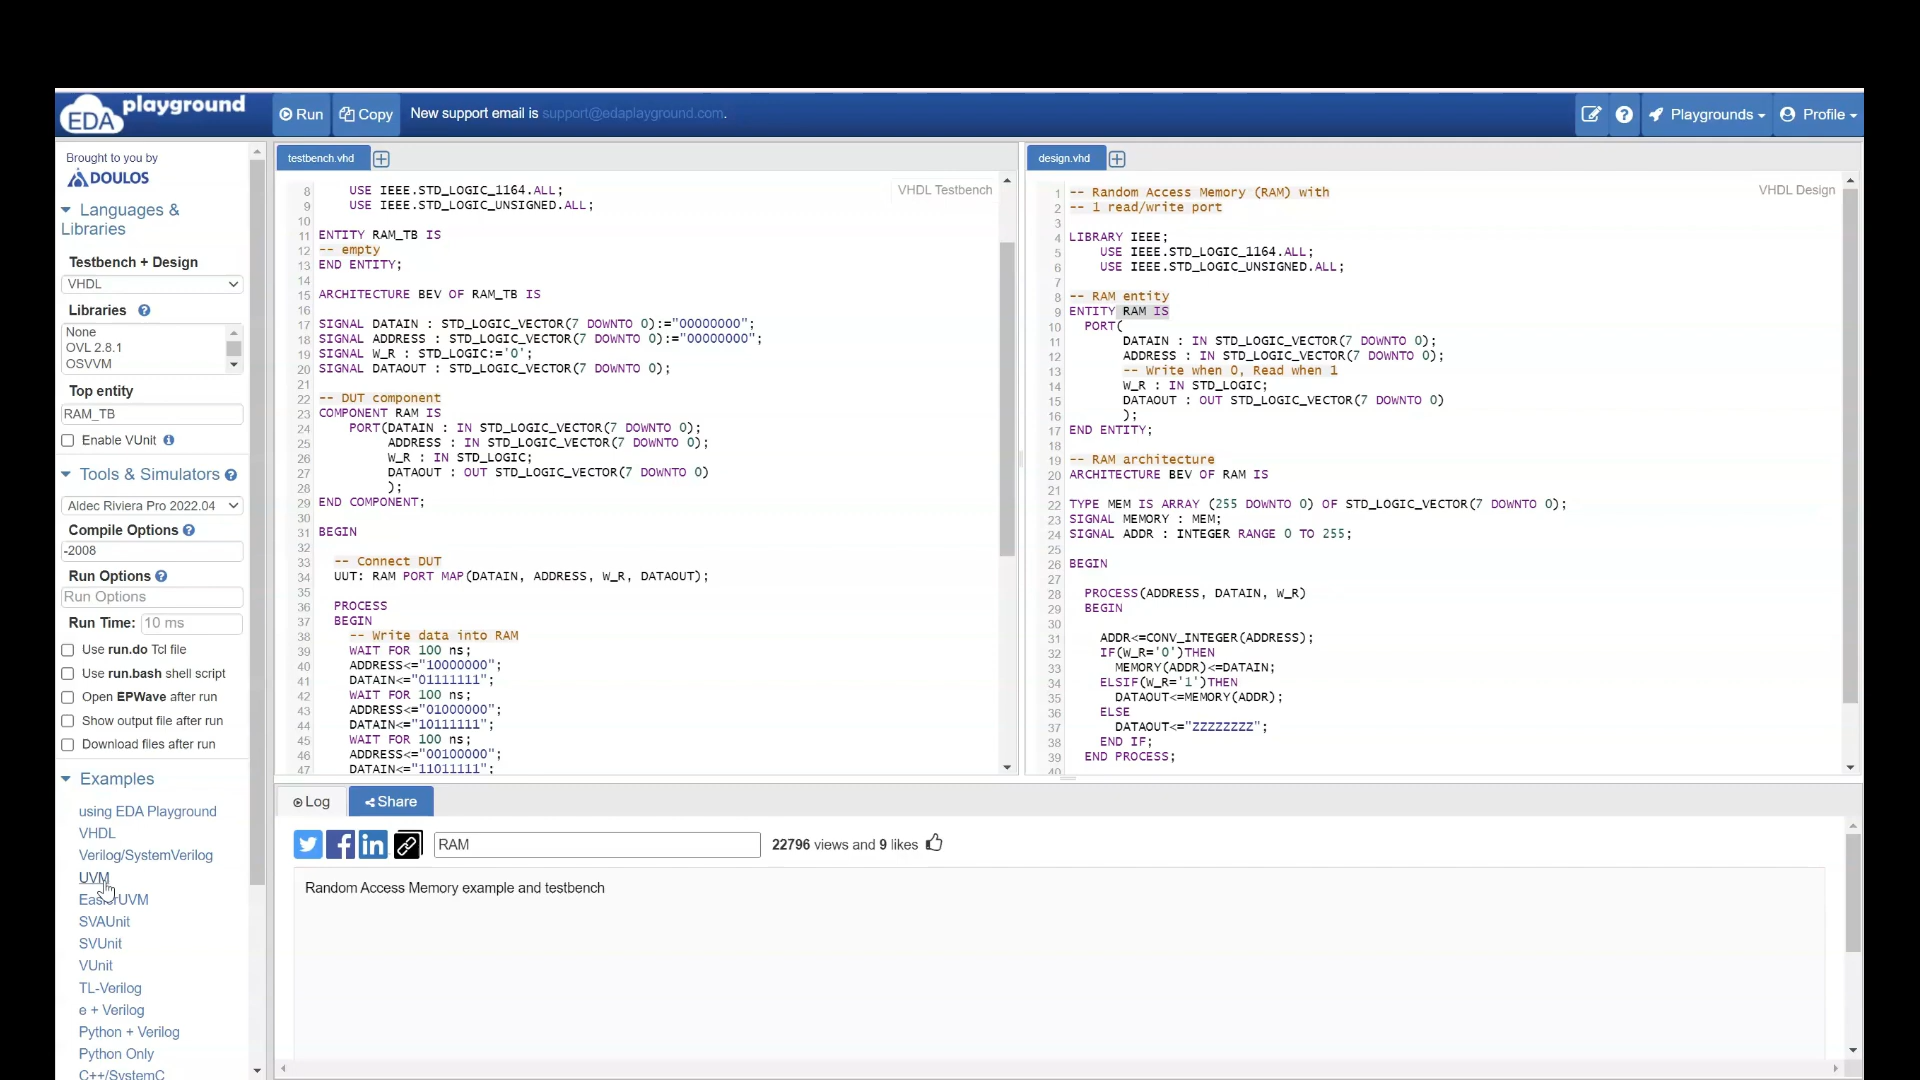 EDA playground
Run
Copy
New support email is support@edaplayground.com.
Playgrounds
Profile
Brought to you by
DOULOS
Languages &
Libraries
Testbench + Design
VHDL
Libraries
None
OVL 2.8.1
OSVVM
Top entity
RAM_TB
Enable VUnit
Tools & Simulators
Aldec Riviera Pro 2022.04
Compile Options
-2008
Run Options
Run Options
Run Time: 10 ms
Use run.do Tcl file
Use run.bash shell script
Open EPWave after run
Show output file after run
Download files after run
Examples
using EDA Playground
VHDL
Verilog/SystemVerilog
UVM
EasierUVM
SVAUnit
SVUnit
VUnit
TL-Verilog
e + Verilog
Python + Verilog
Python Only
C++/SystemC
testbench.vhd
VHDL Testbench
8 USE IEEE.STD_LOGIC_1164.ALL;
9 USE IEEE.STD_LOGIC_UNSIGNED.ALL;
10
11 ENTITY RAM_TB IS
12 -- empty
13 END ENTITY;
14
15 ARCHITECTURE BEV OF RAM_TB IS
16
17 SIGNAL DATAIN : STD_LOGIC_VECTOR(7 DOWNTO 0):="00000000";
18 SIGNAL ADDRESS : STD_LOGIC_VECTOR(7 DOWNTO 0):="00000000";
19 SIGNAL W_R : STD_LOGIC:='0';
20 SIGNAL DATAOUT : STD_LOGIC_VECTOR(7 DOWNTO 0);
21
22 -- DUT component
23 COMPONENT RAM IS
24 PORT(DATAIN : IN STD_LOGIC_VECTOR(7 DOWNTO 0);
25 ADDRESS : IN STD_LOGIC_VECTOR(7 DOWNTO 0);
26 W_R : IN STD_LOGIC;
27 DATAOUT : OUT STD_LOGIC_VECTOR(7 DOWNTO 0)
28 );
29 END COMPONENT;
30
31 BEGIN
32
33 -- Connect DUT
34 UUT: RAM PORT MAP(DATAIN, ADDRESS, W_R, DATAOUT);
35
36 PROCESS
37 BEGIN
38 -- Write data into RAM
39 WAIT FOR 100 ns;
40 ADDRESS<="10000000";
41 DATAIN<="01111111";
42 WAIT FOR 100 ns;
43 ADDRESS<="01000000";
44 DATAIN<="10111111";
45 WAIT FOR 100 ns;
46 ADDRESS<="00100000";
47 DATAIN<="11011111";
design.vhd
VHDL Design
1 -- Random Access Memory (RAM) with
2 -- 1 read/write port
3
4 LIBRARY IEEE;
5 USE IEEE.STD_LOGIC_1164.ALL;
6 USE IEEE.STD_LOGIC_UNSIGNED.ALL;
7
8 -- RAM entity
9 ENTITY RAM IS
10 PORT(
11 DATAIN : IN STD_LOGIC_VECTOR(7 DOWNTO 0);
12 ADDRESS : IN STD_LOGIC_VECTOR(7 DOWNTO 0);
13 -- Write when 0, Read when 1
14 W_R : IN STD_LOGIC;
15 DATAOUT : OUT STD_LOGIC_VECTOR(7 DOWNTO 0)
16 );
17 END ENTITY;
18
19 -- RAM architecture
20 ARCHITECTURE BEV OF RAM IS
21
22 TYPE MEM IS ARRAY (255 DOWNTO 0) OF STD_LOGIC_VECTOR(7 DOWNTO 0);
23 SIGNAL MEMORY : MEM;
24 SIGNAL ADDR : INTEGER RANGE 0 TO 255;
25
26 BEGIN
27
28 PROCESS(ADDRESS, DATAIN, W_R)
29 BEGIN
30
31 ADDR<=CONV_INTEGER(ADDRESS);
32 IF(W_R='0')THEN
33 MEMORY(ADDR)<=DATAIN;
34 ELSIF(W_R='1')THEN
35 DATAOUT<=MEMORY(ADDR);
36 ELSE
37 DATAOUT<="ZZZZZZZZ";
38 END IF;
39 END PROCESS;
40
Log
Share
RAM
22796 views and 9 likes
Random Access Memory example and testbench